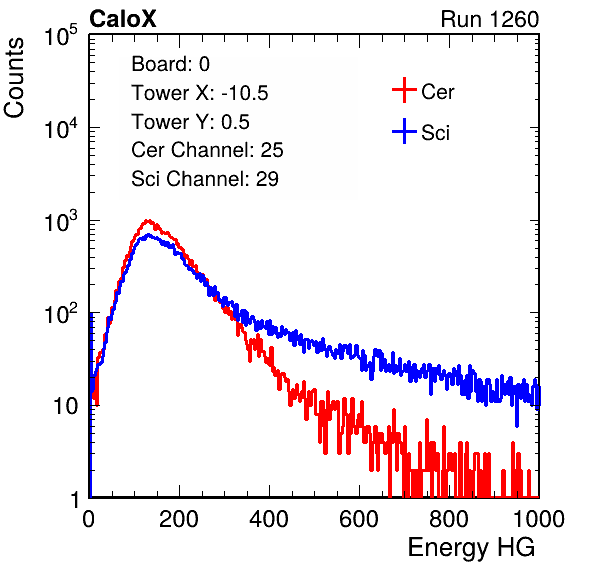 CaloX Run 1260
Counts
Board: 0
Tower X: -10.5
Tower Y: 0.5
Cer Channel: 25
Sci Channel: 29
Cer
Sci
10^5
10^4
10^3
10^2
10
1
0 200 400 600 800 1000
Energy HG